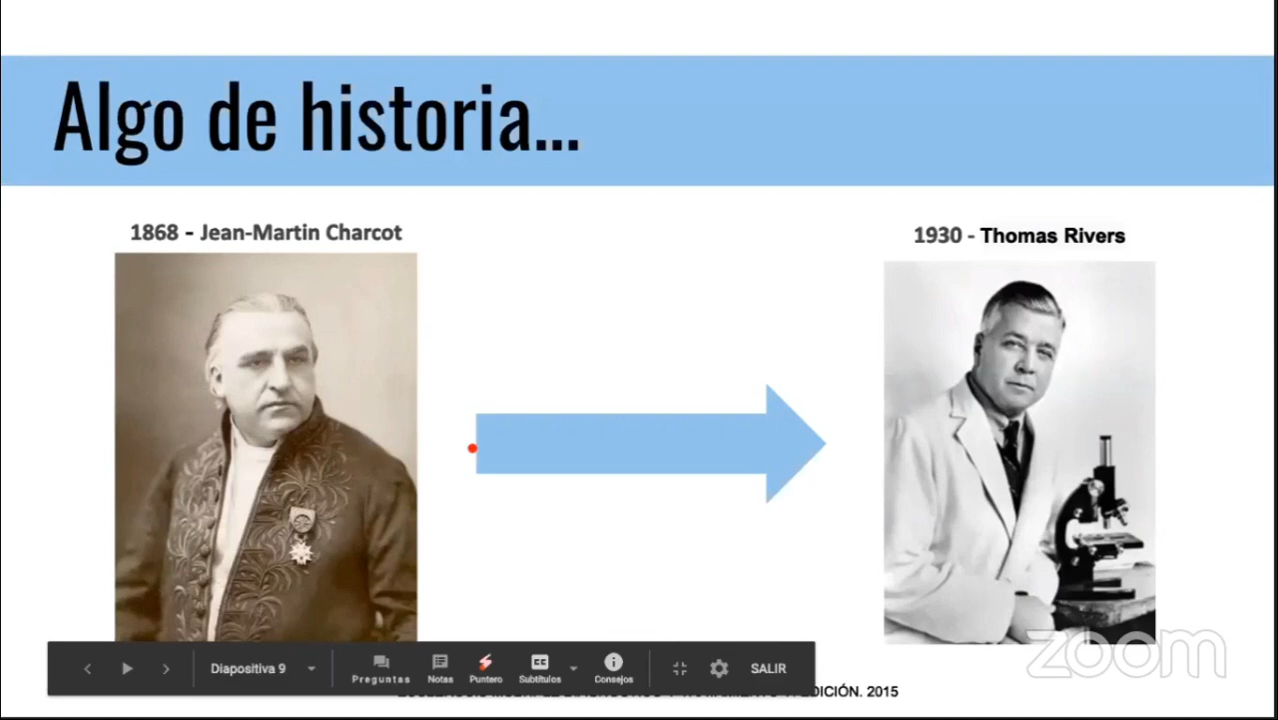 Algo de historia...
1868 - Jean-Martin Charcot
1930 - Thomas Rivers
zoom
Diapositiva 9
Preguntas
Notas
Puntero
CC
Subtítulos
Consejos
SALIR
EDICIÓN. 2015